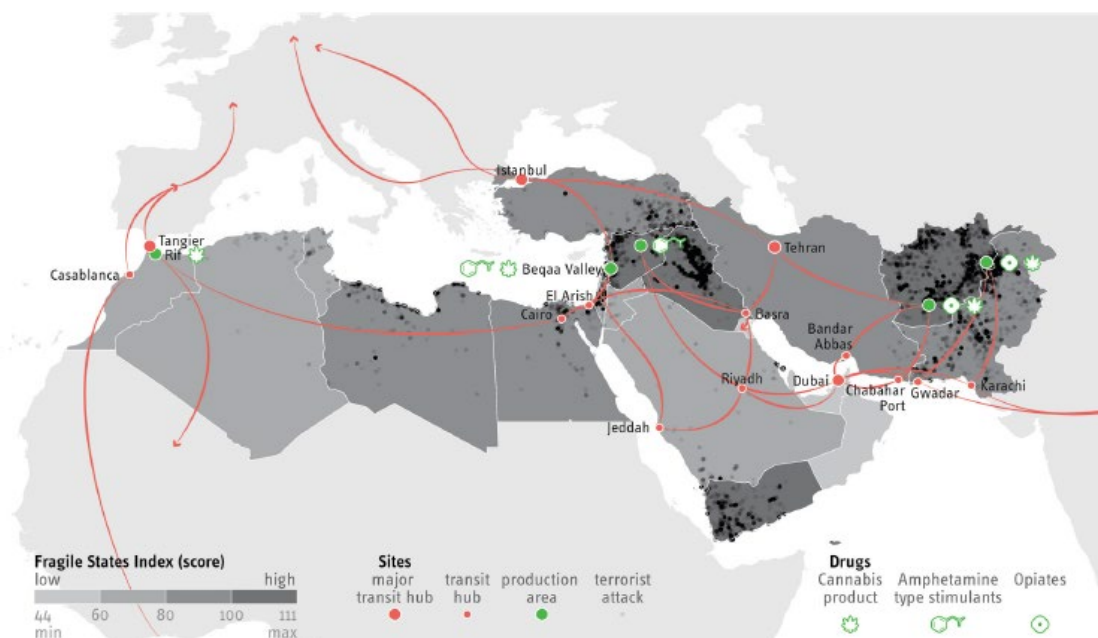 Istanbul
Tangier
Rif
Tehran
Casablanca
Beqaa Valley
El Arish
Cairo
Basra
Bandar
Abbas
Riyadh
Dubai
Chabahar
Port
Gwadar
Karachi
Jeddah
Fragile States Index (score)
low
high
44
60
80
100
111
min
max
Sites
major
transit hub
transit
hub
production
area
terrorist
attack
Drugs
Cannabis
product
Amphetamine
type stimulants
Opiates